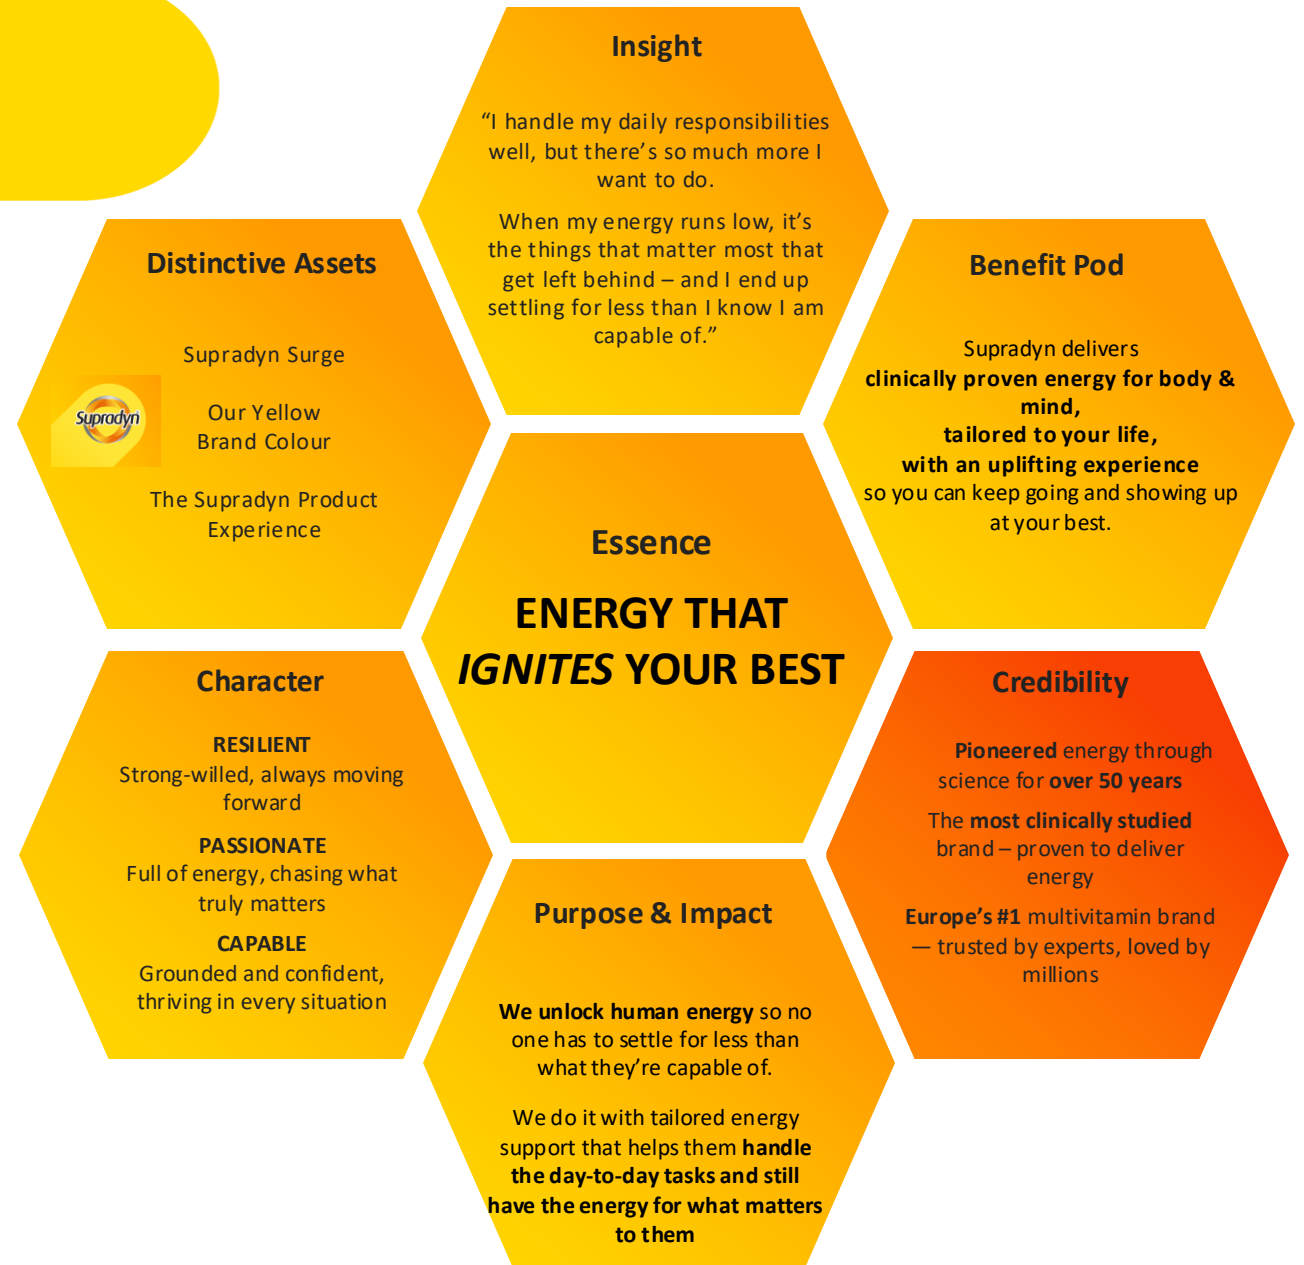 Insight
“I handle my daily responsibilities
well, but there’s so much more I
want to do.
When my energy runs low, it’s
the things that matter most that
get left behind – and I end up
settling for less than I know I am
capable of.”
Distinctive Assets
Supradyn Surge
Supradyn
Our Yellow
Brand Colour
The Supradyn Product
Experience
Benefit Pod
Supradyn delivers
clinically proven energy for body &
mind,
tailored to your life,
with an uplifting experience
so you can keep going and showing up
at your best.
Essence
ENERGY THAT
IGNITES YOUR BEST
Character
RESILIENT
Strong-willed, always moving
forward
PASSIONATE
Full of energy, chasing what
truly matters
CAPABLE
Grounded and confident,
thriving in every situation
Credibility
Pioneered energy through
science for over 50 years
The most clinically studied
brand – proven to deliver
energy
Europe’s #1 multivitamin brand
— trusted by experts, loved by
millions
Purpose & Impact
We unlock human energy so no
one has to settle for less than
what they’re capable of.
We do it with tailored energy
support that helps them handle
the day-to-day tasks and still
have the energy for what matters
to them